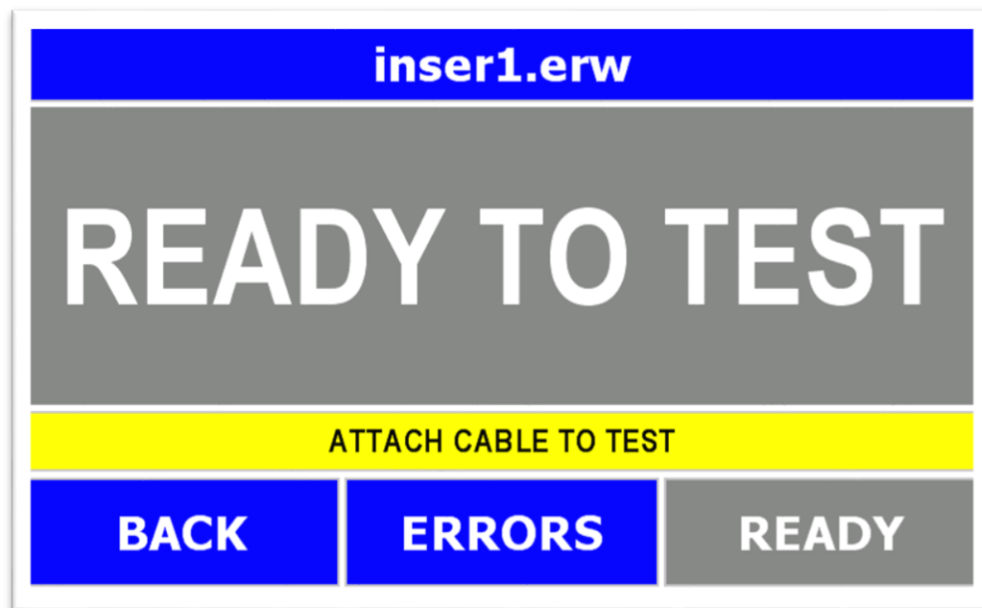 inser1.erw
READY TO TEST
ATTACH CABLE TO TEST
BACK ERRORS READY